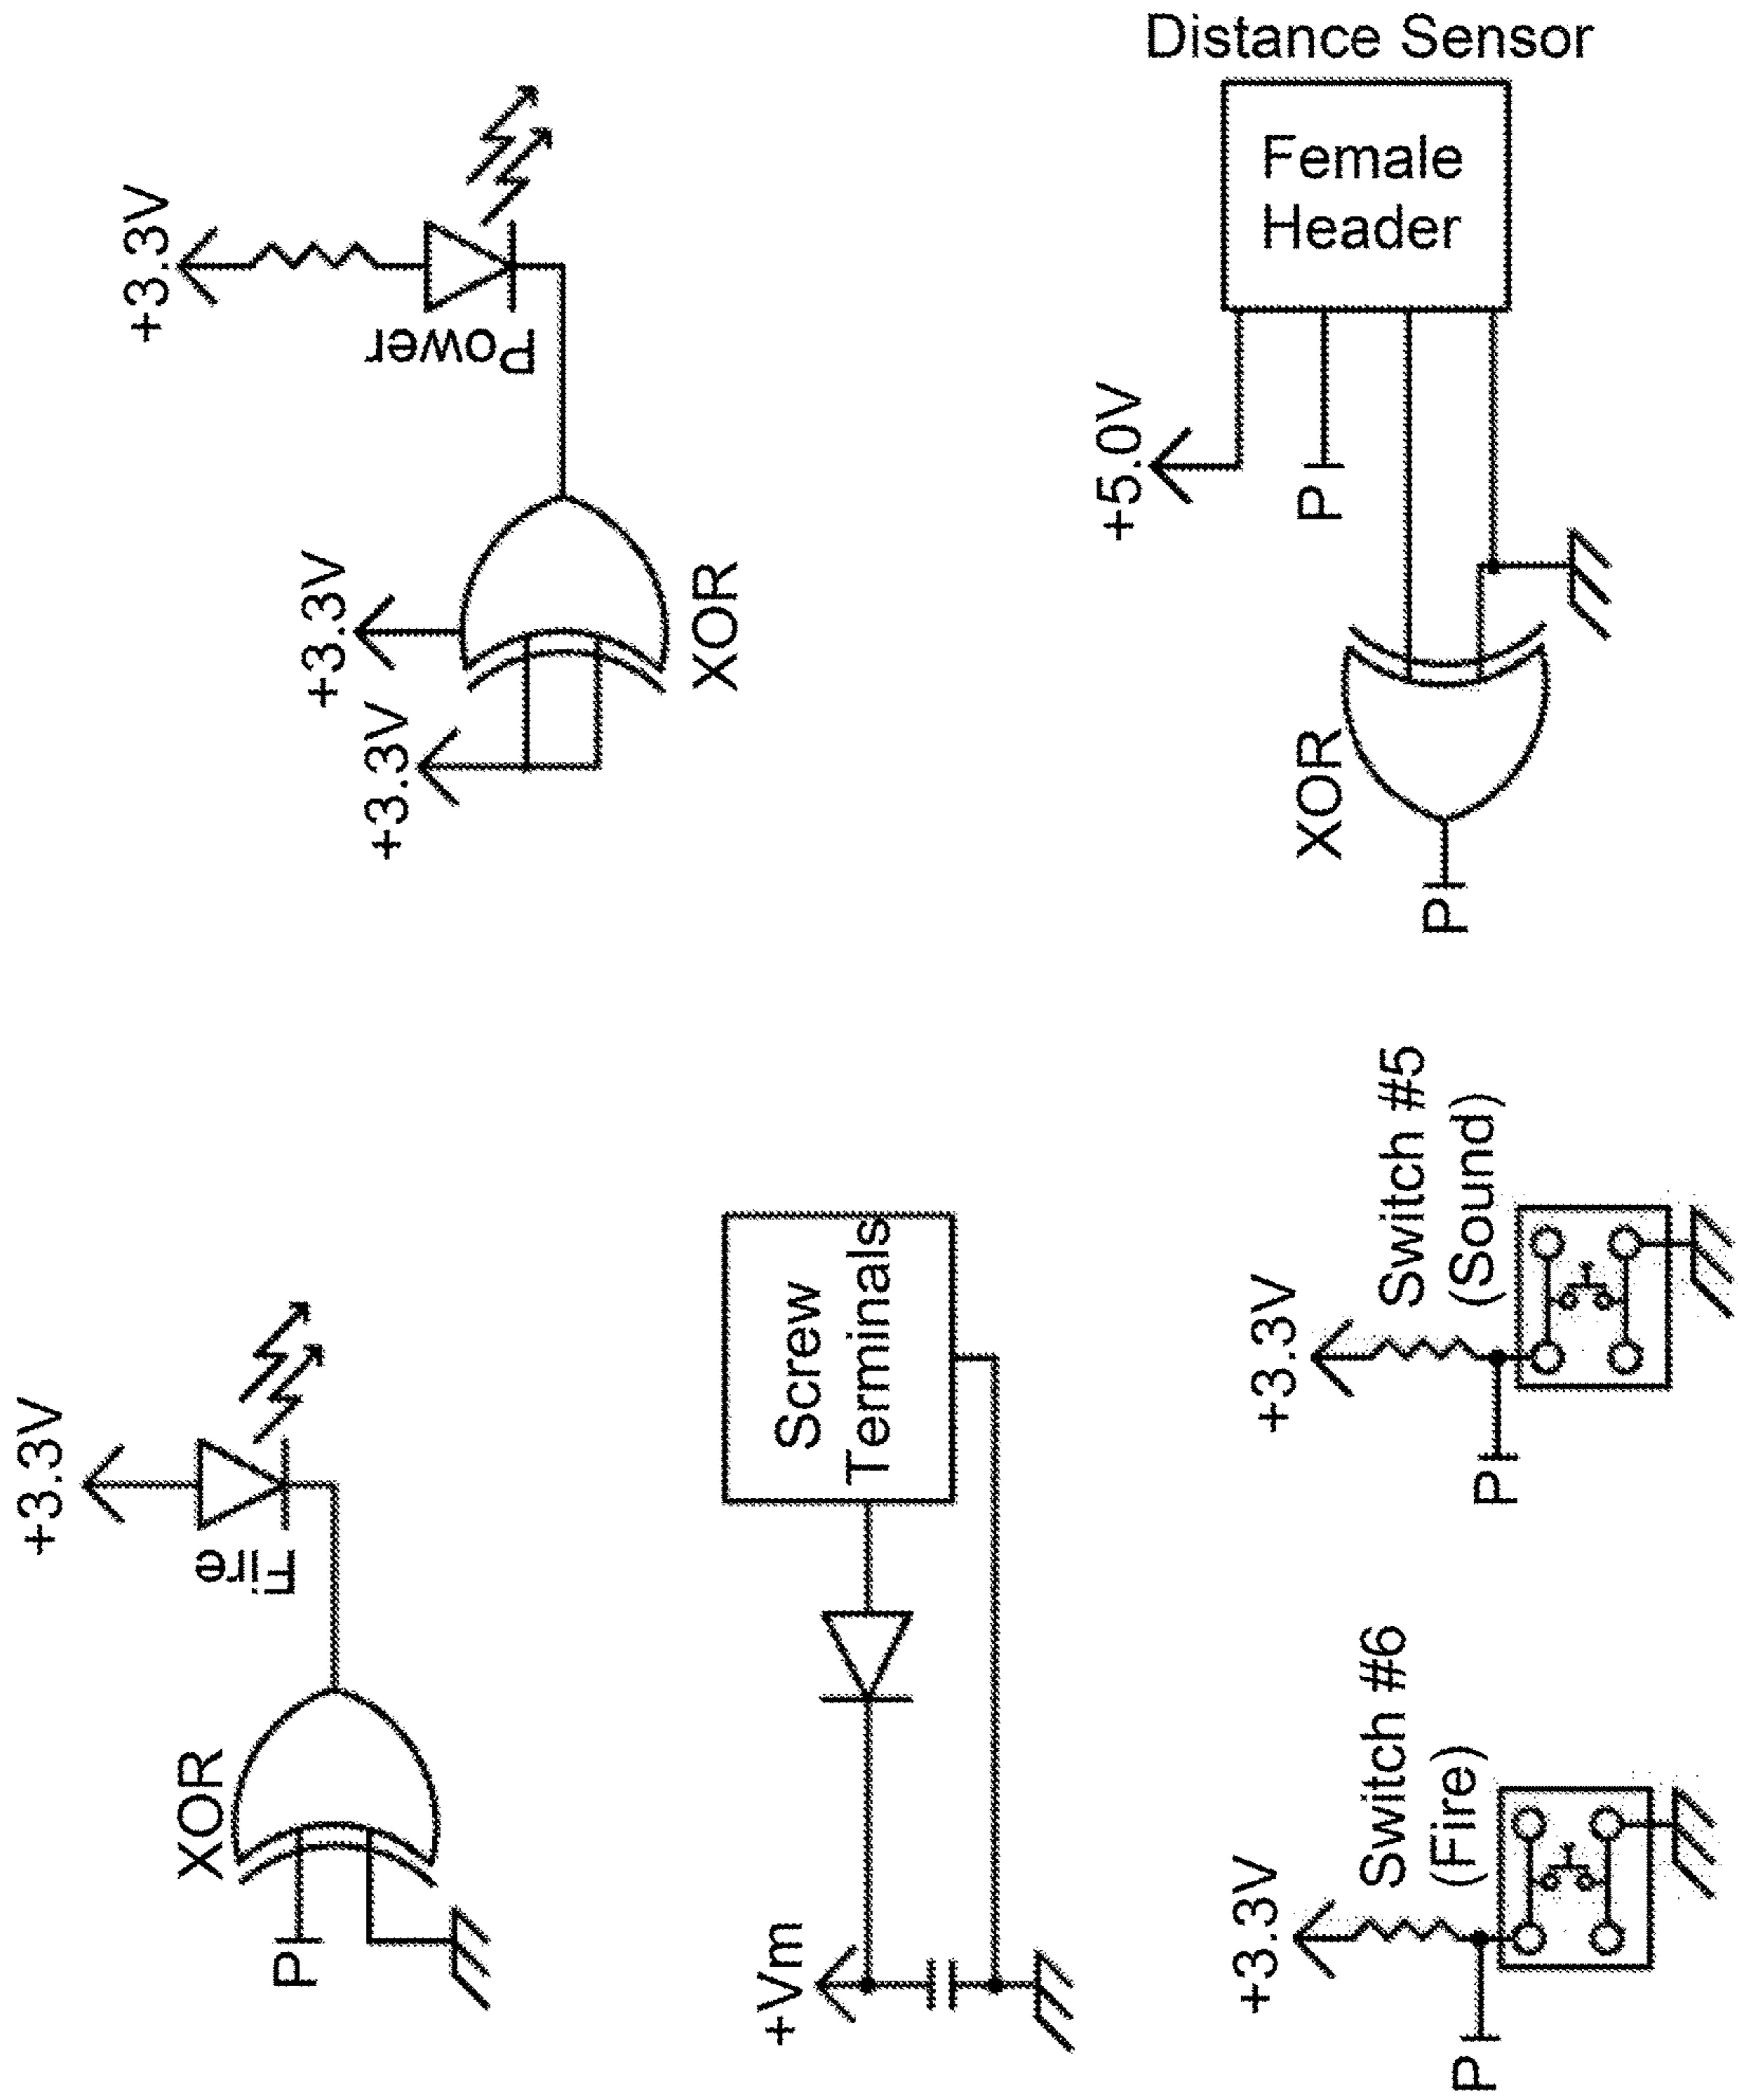 Distance Sensor
Female
Header
+3.3V
Power
+3.3V
+3.3V
XOR
+5.0V
P
XOR
P
+3.3V
Fire
XOR
P
Screw
Terminals
+Vm
Switch #5
(Sound)
+3.3V
P
Switch #6
(Fire)
+3.3V
P